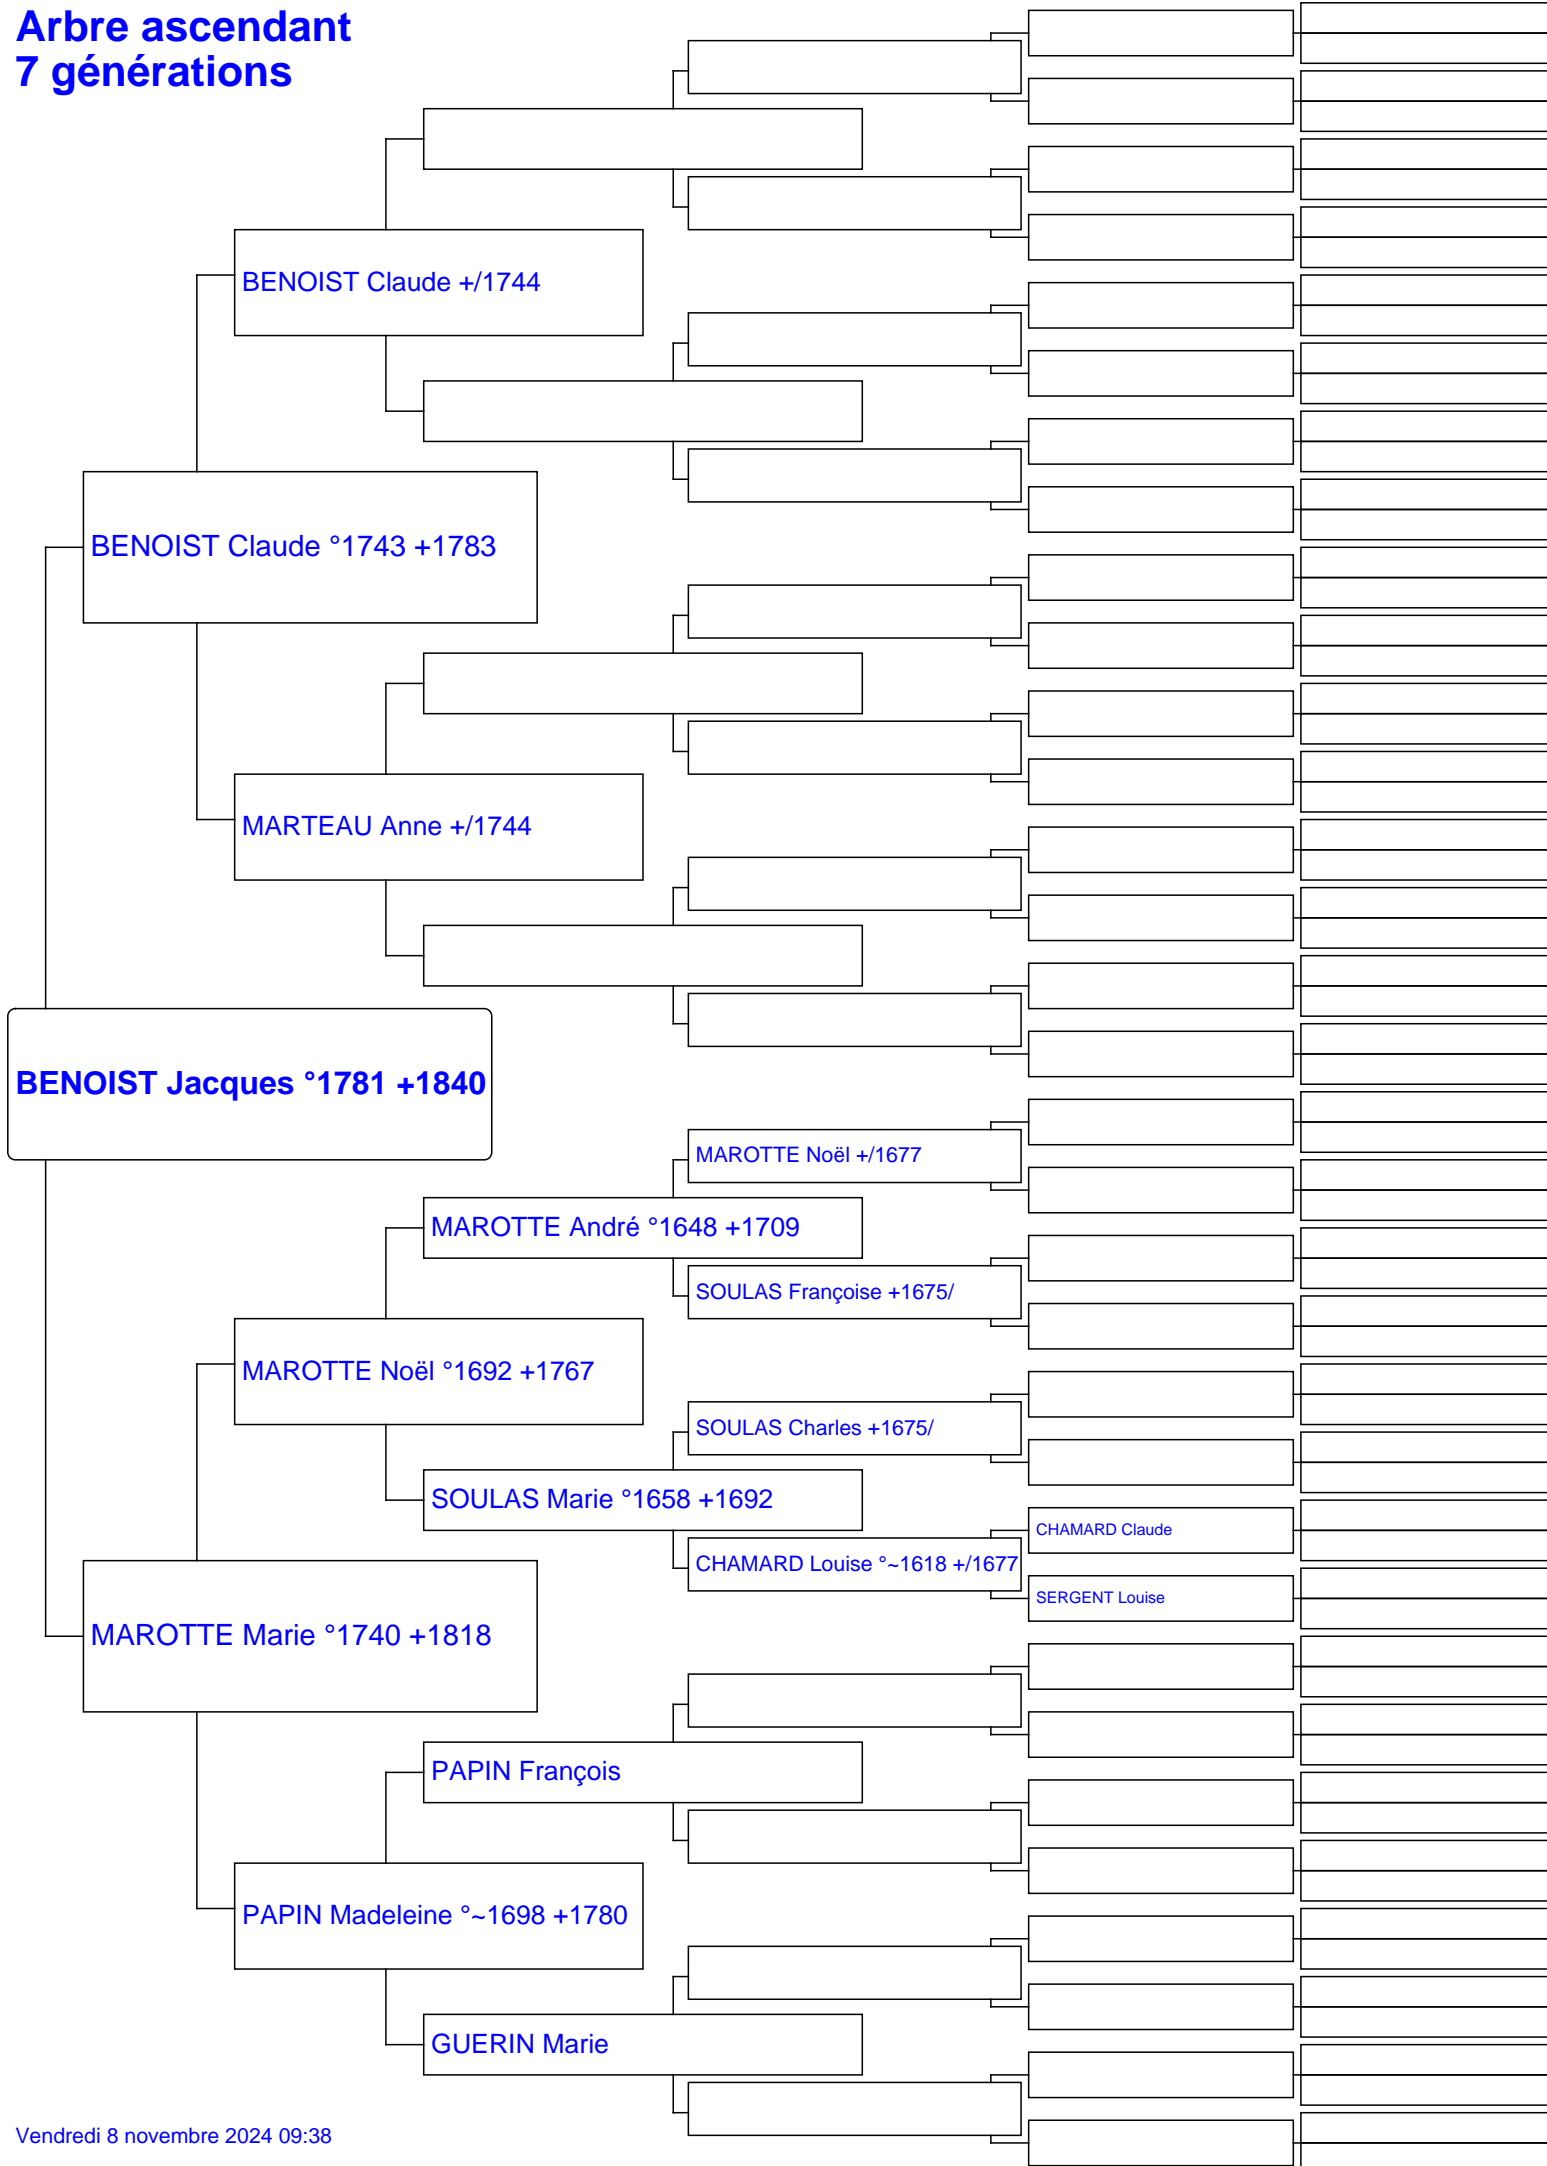 Arbre ascendant
7 générations
BENOIST Claude +/1744
BENOIST Claude °1743 +1783
MARTEAU Anne +/1744
BENOIST Jacques °1781 +1840
MAROTTE Noël +/1677
MAROTTE André °1648 +1709
SOULAS Françoise +1675/
MAROTTE Noël °1692 +1767
SOULAS Charles +1675/
SOULAS Marie °1658 +1692
CHAMARD Claude
CHAMARD Louise °~1618 +/1677
SERGENT Louise
MAROTTE Marie °1740 +1818
PAPIN François
PAPIN Madeleine °~1698 +1780
GUERIN Marie
Vendredi 8 novembre 2024 09:38